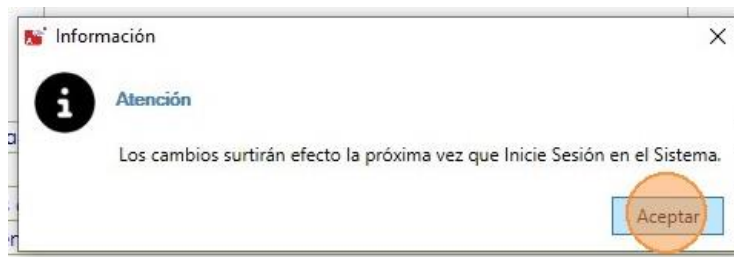 Información
Atención
Los cambios surtirán efecto la próxima vez que Inicie Sesión en el Sistema.
Aceptar